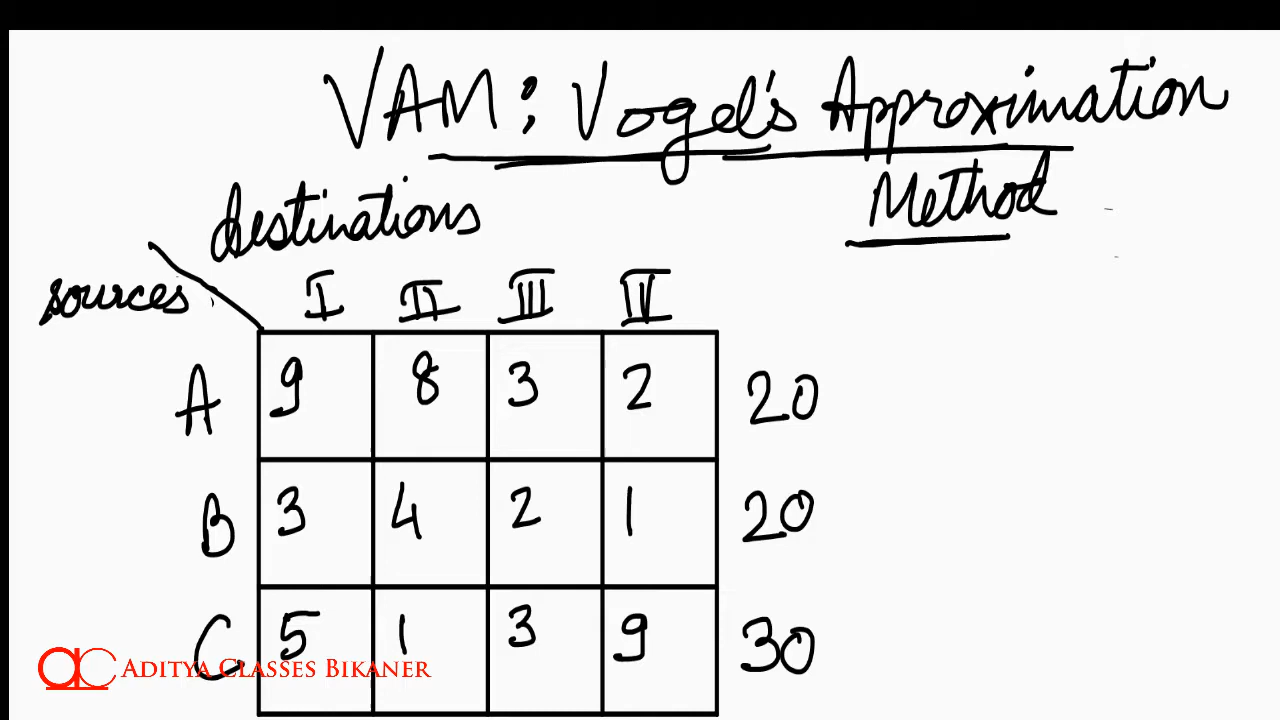 VAM: Vogel's Approximation
Method
destinations
sources
I II III IV
A 9 8 3 2 20
B 3 4 2 1 20
C 5 1 3 9 30
ac ADITYA CLASSES BIKANER